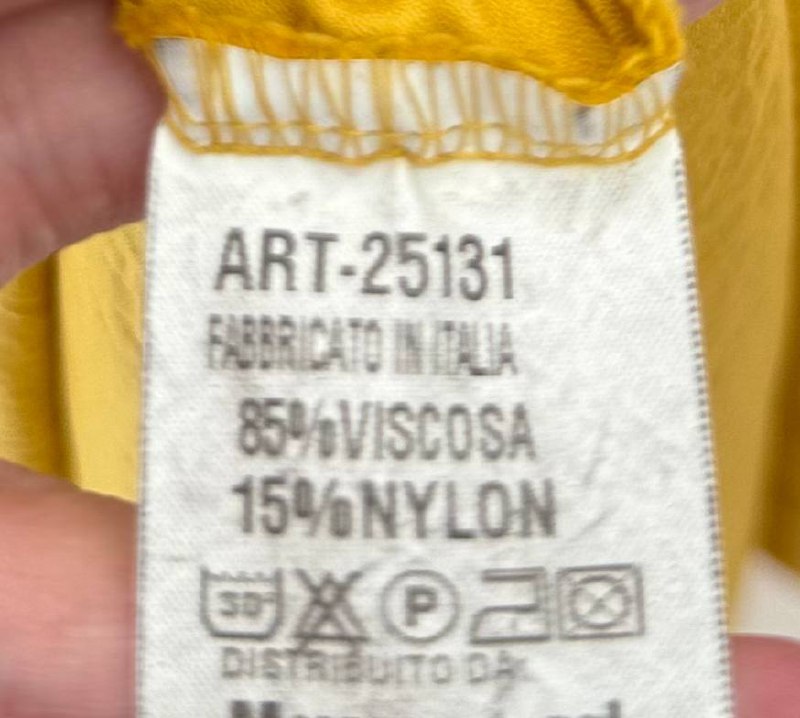 ART-25131
FABBRICATO IN ITALIA
85%VISCOSA
15%NYLON
30° P
DISTRIBUITO DA: